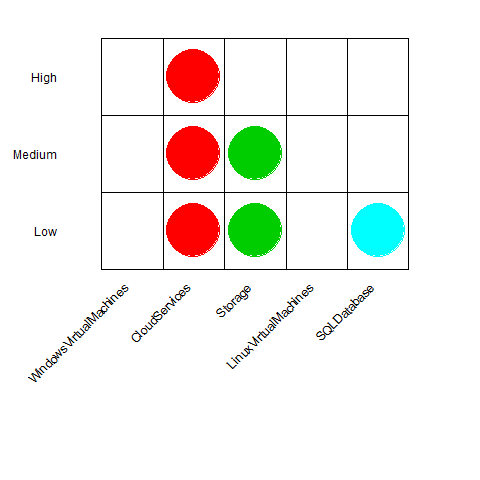 High
Medium
Low
WindowsVirtualMachines
CloudServices
Storage
LinuxVirtualMachines
SQLDatabase